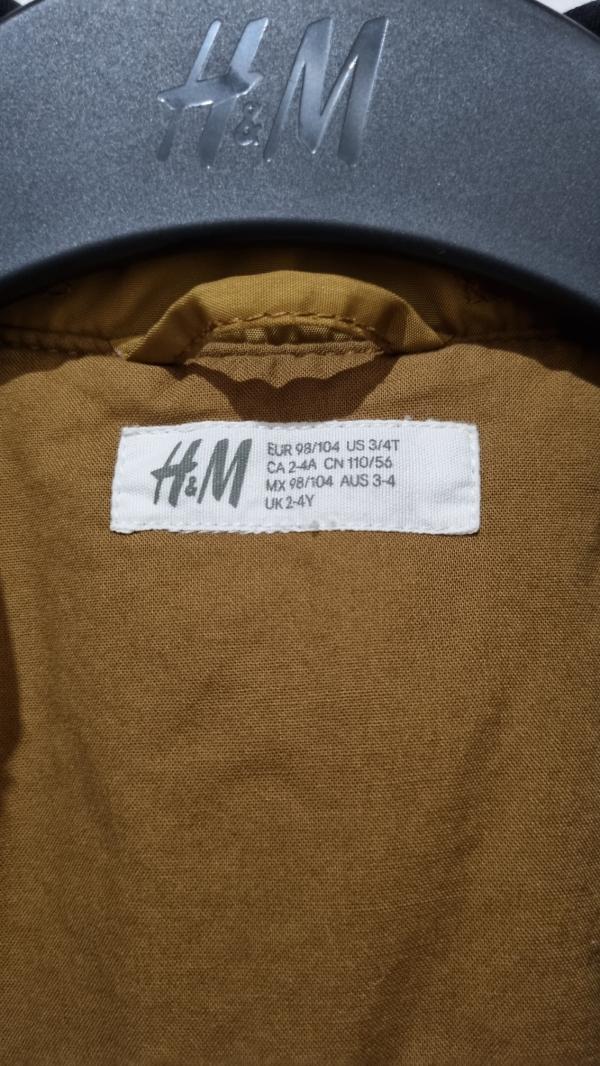 H&M
H&M
EUR 98/104 US 3/4T
CA 2-4A CN 110/56
MX 98/104 AUS 3-4
UK 2-4Y